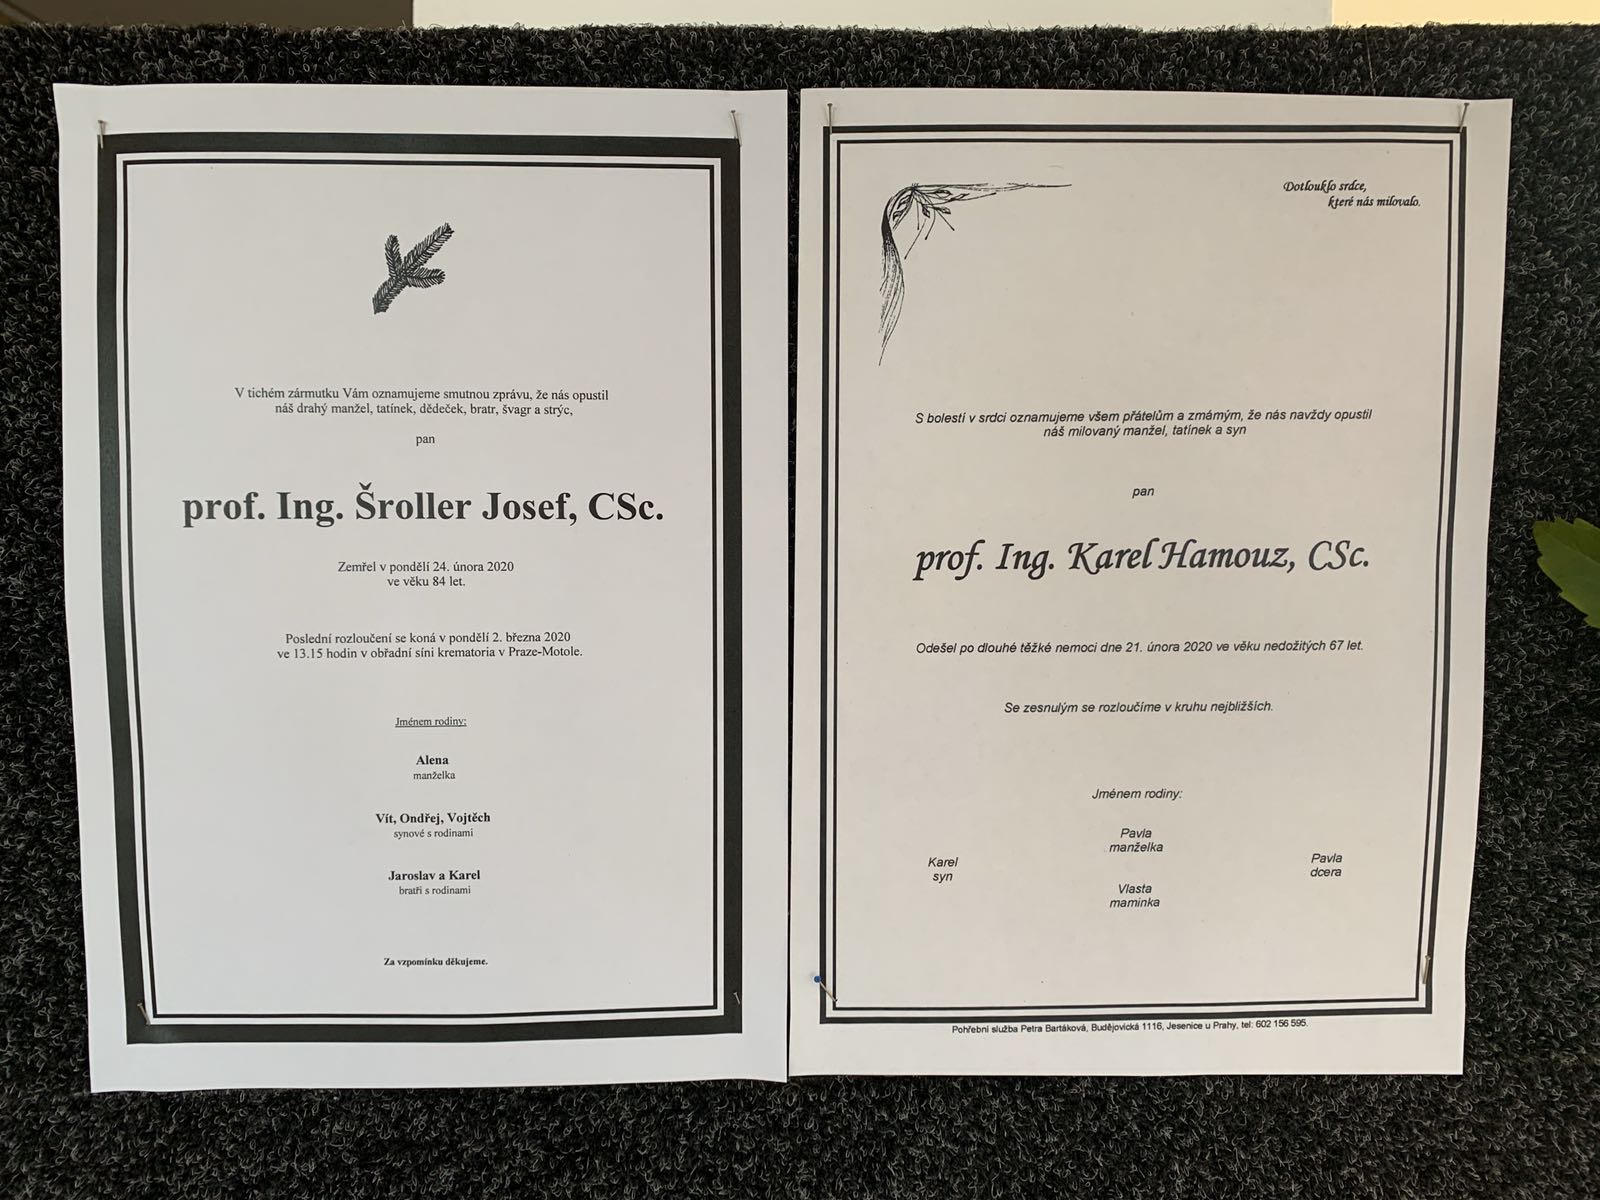 V tichém zármutku Vám oznamujeme smutnou zprávu, že nás opustil
náš drahý manžel, tatínek, dědeček, bratr, švagr a strýc,
pan
prof. Ing. Šroller Josef, CSc.
Zemřel v pondělí 24. února 2020
ve věku 84 let.
Poslední rozloučení se koná v pondělí 2. března 2020
ve 13.15 hodin v obřadní síni krematoria v Praze-Motole.
Jménem rodiny:
Alena
manželka
Vít, Ondřej, Vojtěch
synové s rodinami
Jaroslav a Karel
bratři s rodinami
Za vzpomínku děkujeme.
Dotlouklo srdce,
které nás milovalo.
S bolestí v srdci oznamujeme všem přátelům a zmámým, že nás navždy opustil
náš milovaný manžel, tatínek a syn
pan
prof. Ing. Karel Hamouz, CSc.
Odešel po dlouhé těžké nemoci dne 21. února 2020 ve věku nedožitých 67 let.
Se zesnulým se rozloučíme v kruhu nejbližších.
Jménem rodiny:
Pavla
manželka
Karel
syn
Pavla
dcera
Vlasta
maminka
Pohřební služba Petra Bartáková, Budějovická 1116, Jesenice u Prahy, tel: 602 156 595.